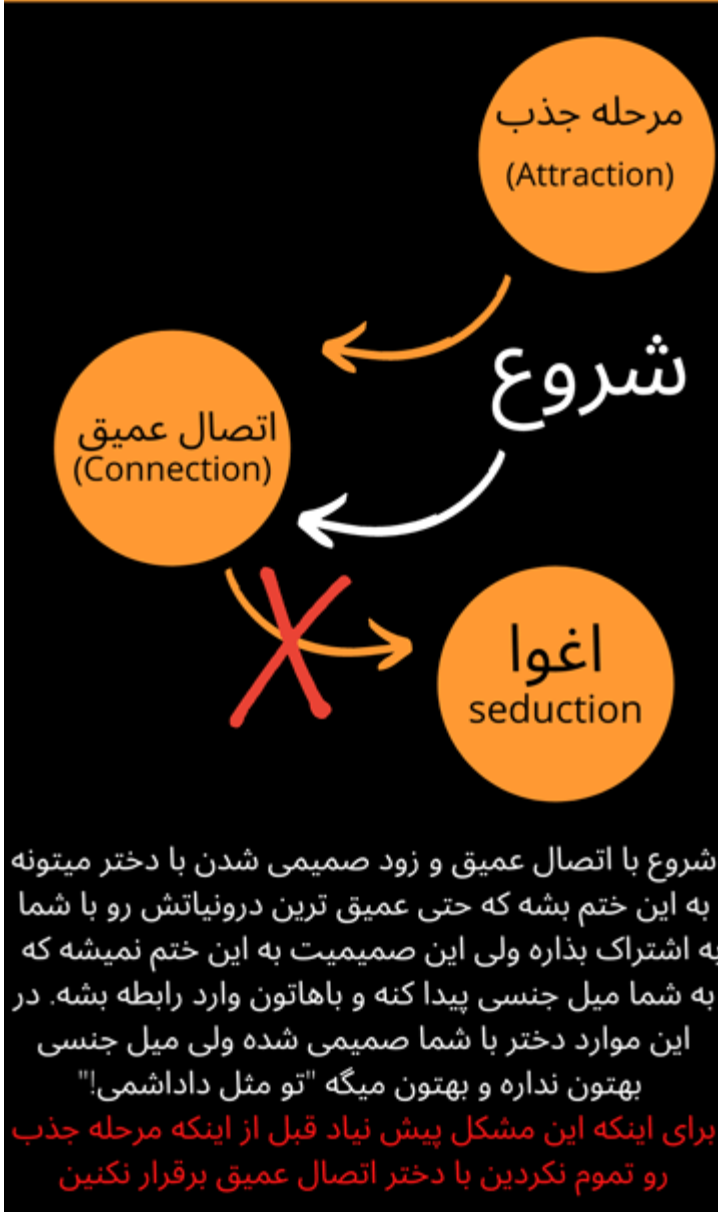 مرحله جذب
(Attraction)
شروع
اتصال عمیق
(Connection)
اغوا
seduction
شروع با اتصال عمیق و زود صمیمی شدن با دختر میتونه
به این ختم بشه که حتی عمیق ترین درونیاتش رو با شما
به اشتراک بذاره ولی این صمیمیت به این ختم نمیشه که
به شما میل جنسی پیدا کنه و باهاتون وارد رابطه بشه. در
این موارد دختر با شما صمیمی شده ولی میل جنسی
بهتون نداره و بهتون میگه "تو مثل داداشمی!"
برای اینکه این مشکل پیش نیاد قبل از اینکه مرحله جذب
رو تموم نکردین با دختر اتصال عمیق برقرار نکنین